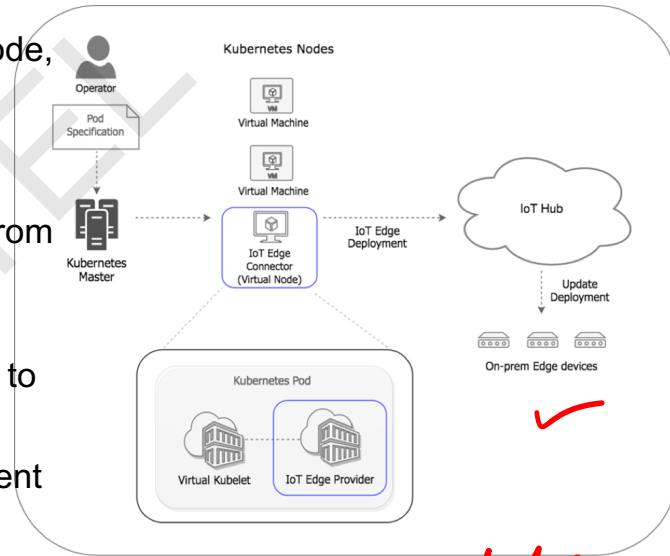 ode,
rom
to
ent
Kubernetes Nodes
Operator
Pod
Specification
VM
Virtual Machine
VM
Virtual Machine
Kubernetes
Master
IoT Edge
Connector
(Virtual Node)
IoT Edge
Deployment
IoT Hub
Update
Deployment
On-prem Edge devices
Kubernetes Pod
Virtual Kubelet
IoT Edge Provider